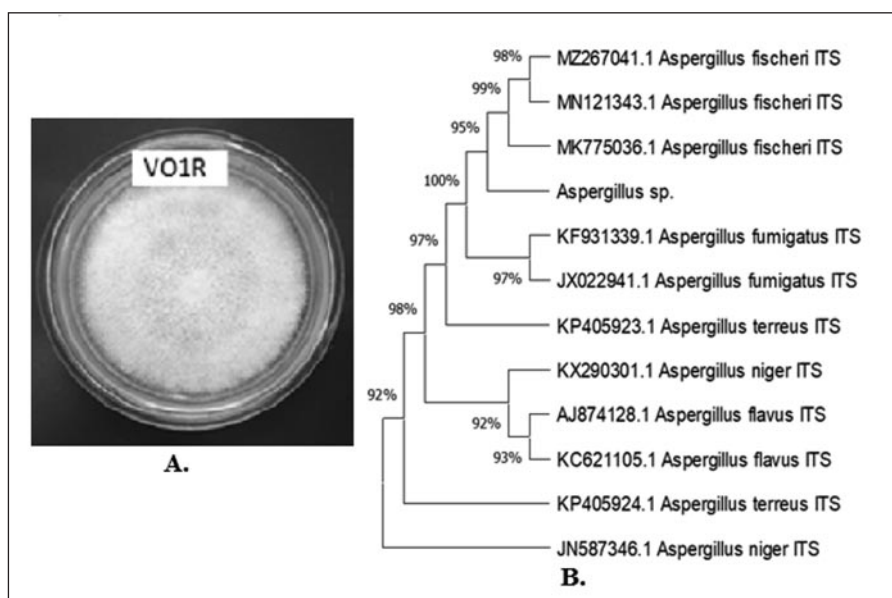 VO1R
A.
98%
MZ267041.1 Aspergillus fischeri ITS
99%
MN121343.1 Aspergillus fischeri ITS
95%
MK775036.1 Aspergillus fischeri ITS
100%
Aspergillus sp.
97%
KF931339.1 Aspergillus fumigatus ITS
97%
JX022941.1 Aspergillus fumigatus ITS
98%
KP405923.1 Aspergillus terreus ITS
92%
KX290301.1 Aspergillus niger ITS
92%
AJ874128.1 Aspergillus flavus ITS
93%
KC621105.1 Aspergillus flavus ITS
KP405924.1 Aspergillus terreus ITS
JN587346.1 Aspergillus niger ITS
B.